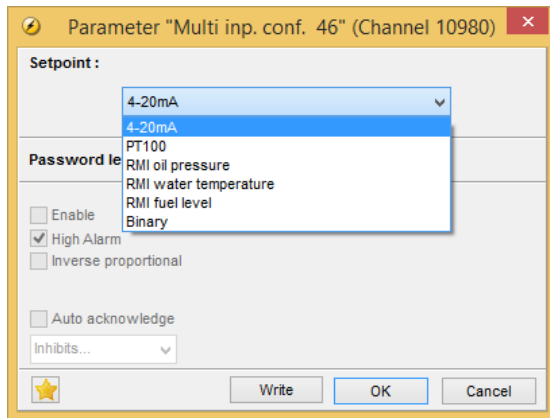 Parameter "Multi inp. conf. 46" (Channel 10980)
Setpoint :
4-20mA
4-20mA
PT100
RMI oil pressure
RMI water temperature
RMI fuel level
Binary
Password le
Enable
High Alarm
Inverse proportional
Auto acknowledge
Inhibits...
Write OK Cancel